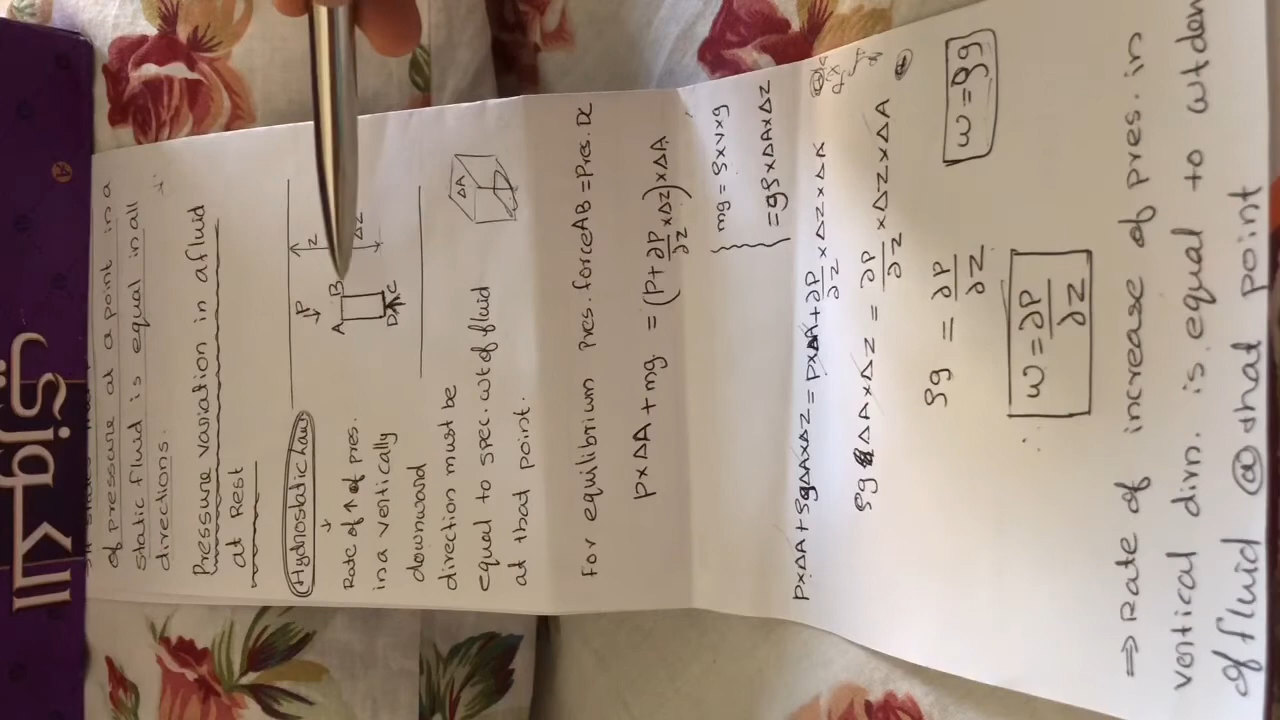 of pressure at a point in a
static fluid is equal in all
directions.
Pressure variation in a fluid
at Rest
Hydrostatic law
Rate of ↑ of pres.
in a vertically
downward
direction must be
equal to spec. wt of fluid
at that point.
P
Z
A B
ΔZ
D C
ΔA
for equilibrium pres. force AB = Pres. DC
P×ΔA + mg = (P + ∂P/∂Z × ΔZ) × ΔA
mg = ρ×V×g
= gρ×ΔA×ΔZ
P×ΔA + ρgΔA×ΔZ = P×ΔA + ∂P/∂Z × ΔZ × ΔA
ρg ΔA×ΔZ = ∂P/∂Z × ΔZ × ΔA
ρg = ∂P/∂Z
w = ρg
w = ∂P/∂Z
⇒ Rate of increase of pres. in
vertical dirn. is equal to wt den
of fluid @ that point